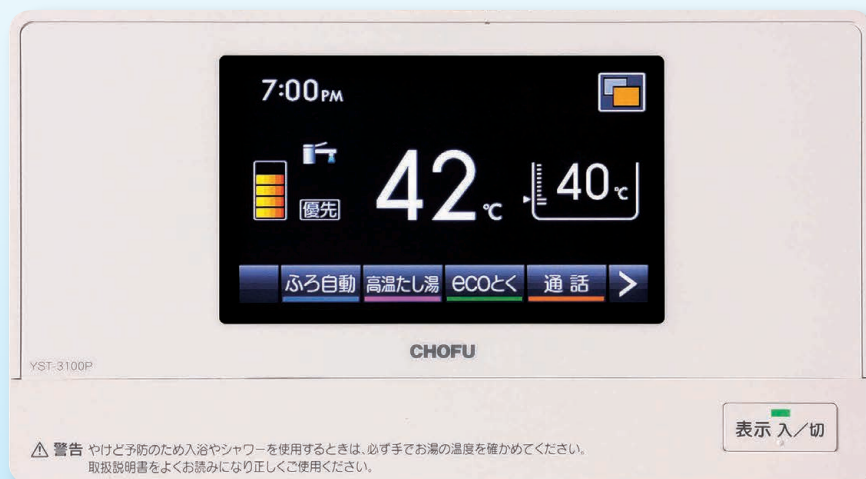 7:00PM
優先
42℃
40℃
ふろ自動 高温たし湯 ecoとく 通話 >
CHOFU
YST-3100P
表示 入/切
⚠ 警告 やけど予防のため入浴やシャワーを使用するときは、必ず手でお湯の温度を確かめてください。
取扱説明書をよくお読みになり正しくご使用ください。